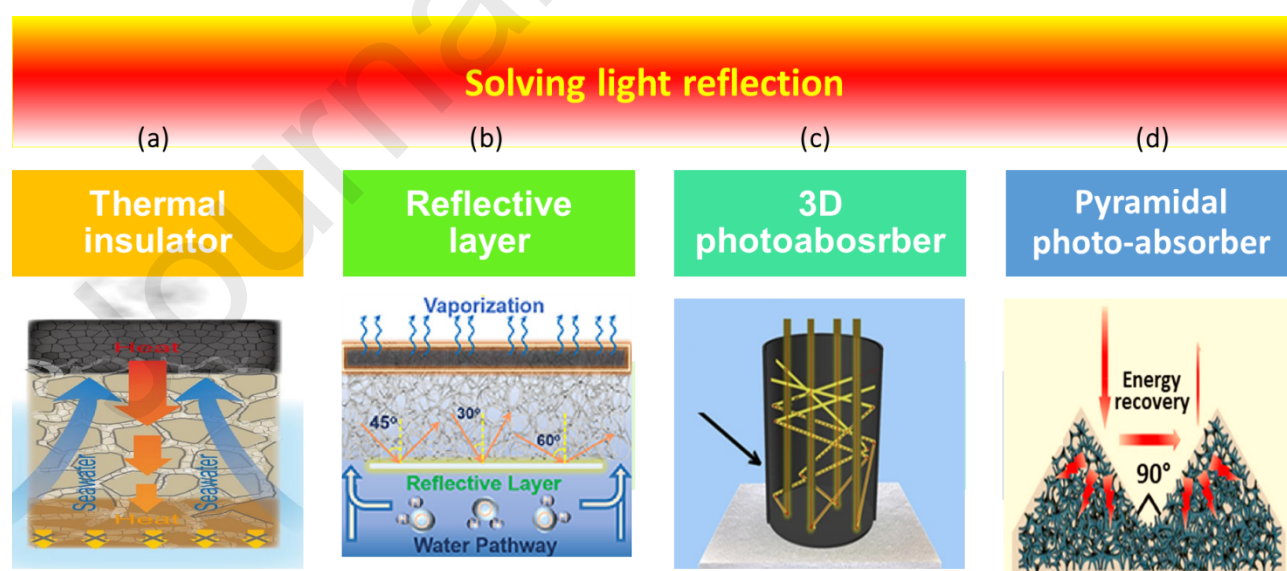 Solving light reflection
(a)
(b)
(c)
(d)
Thermal
insulator
Reflective
layer
3D
photoabosrber
Pyramidal
photo-absorber
Heat
Seawater
Seawater
Heat
Vaporization
45°
30°
60°
Reflective Layer
Water Pathway
Energy
recovery
90°
Journal